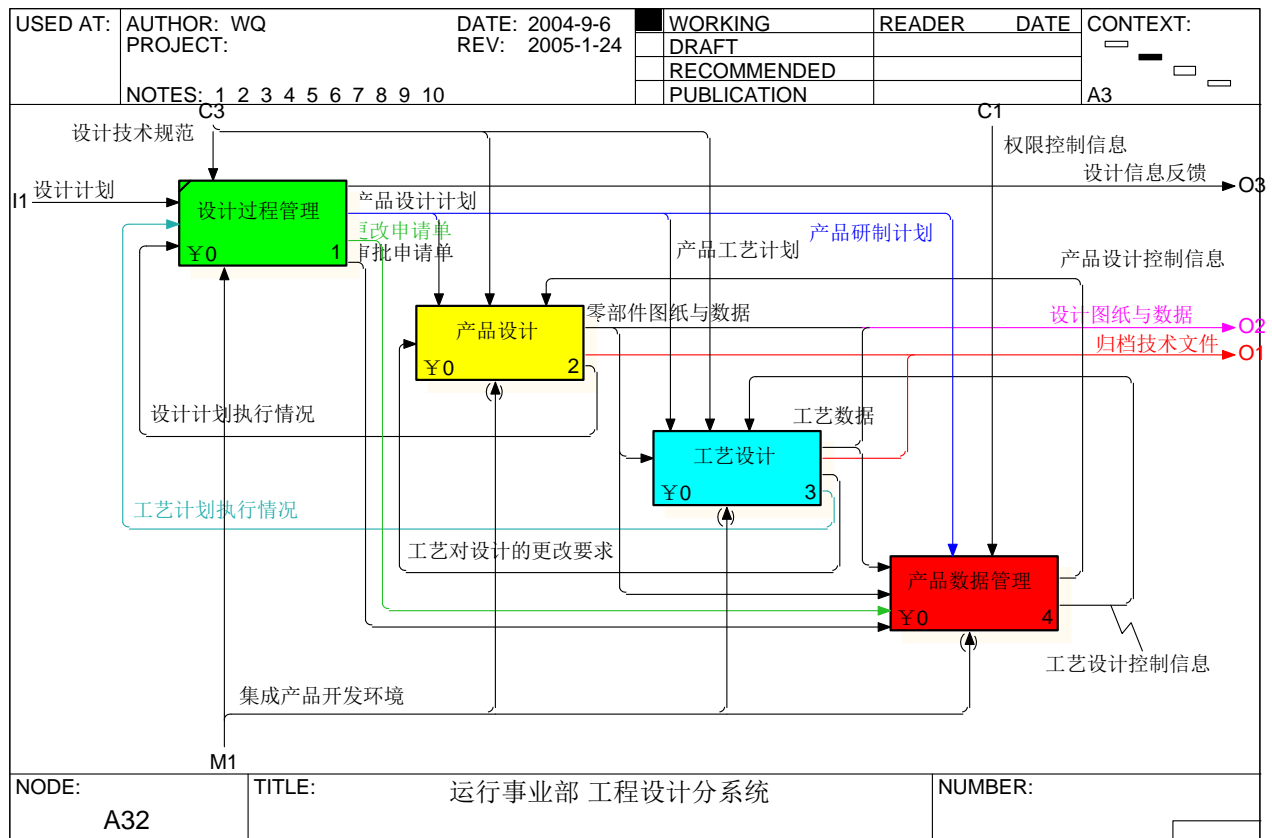 USED AT:
AUTHOR: WQ
DATE: 2004-9-6
PROJECT:
REV: 2005-1-24
NOTES: 1 2 3 4 5 6 7 8 9 10
WORKING
DRAFT
RECOMMENDED
PUBLICATION
READER DATE
CONTEXT:
A3
C3
C1
设计技术规范
权限控制信息
设计信息反馈
O3
I1
设计计划
设计过程管理
￥0
1
产品设计计划
更改申请单
审批申请单
产品工艺计划
产品研制计划
产品设计控制信息
零部件图纸与数据
设计图纸与数据
O2
归档技术文件
O1
产品设计
￥0
2
设计计划执行情况
工艺数据
工艺设计
￥0
3
工艺计划执行情况
工艺对设计的更改要求
产品数据管理
￥0
4
工艺设计控制信息
集成产品开发环境
M1
NODE:
A32
TITLE:
运行事业部 工程设计分系统
NUMBER: